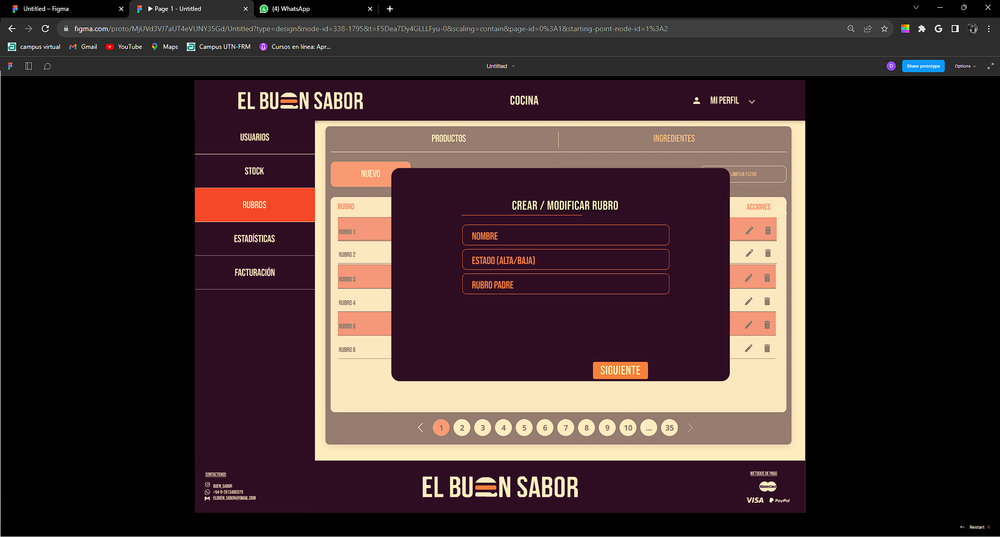 Untitled – Figma
Page 1 - Untitled
(4) WhatsApp
figma.com/proto/MjUVd3VJ7aUT4eVUNY35Gd/Untitled?type=design&node-id=338-1795&t=F5Dea7Dy4GLLLFyu-0&scaling=contain&page-id=0%3A1&starting-point-node-id=1%3A2
campus virtual
Gmail
YouTube
Maps
Campus UTN-FRM
Cursos en línea: Apr...
Untitled
D
Share prototype
Options
EL BUEN SABOR
COCINA
MI PERFIL
USUARIOS
STOCK
RUBROS
ESTADÍSTICAS
FACTURACIÓN
PRODUCTOS
INGREDIENTES
NUEVO
LIMPIAR FILTRO
RUBRO
ACCIONES
RUBRO 1
RUBRO 2
RUBRO 3
RUBRO 4
RUBRO 5
RUBRO 6
CREAR / MODIFICAR RUBRO
NOMBRE
ESTADO (ALTA/BAJA)
RUBRO PADRE
SIGUIENTE
1 2 3 4 5 6 7 8 9 10 ... 35
CONTACTENOS
BUEN_SABOR
+54-9-2613480375
ELBUEN_SABOR@GMAIL.COM
EL BUEN SABOR
METODOS DE PAGO
MasterCard
VISA
PayPal
Restart R